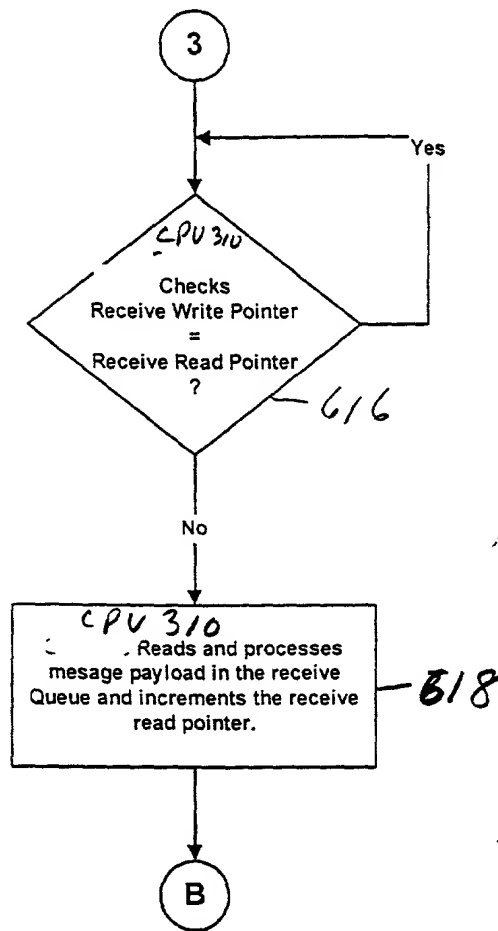 3
Yes
CPU 310
Checks
Receive Write Pointer
=
Receive Read Pointer
?
616
No
CPU 310
. Reads and processes
mesage payload in the receive
Queue and increments the receive
read pointer.
618
B